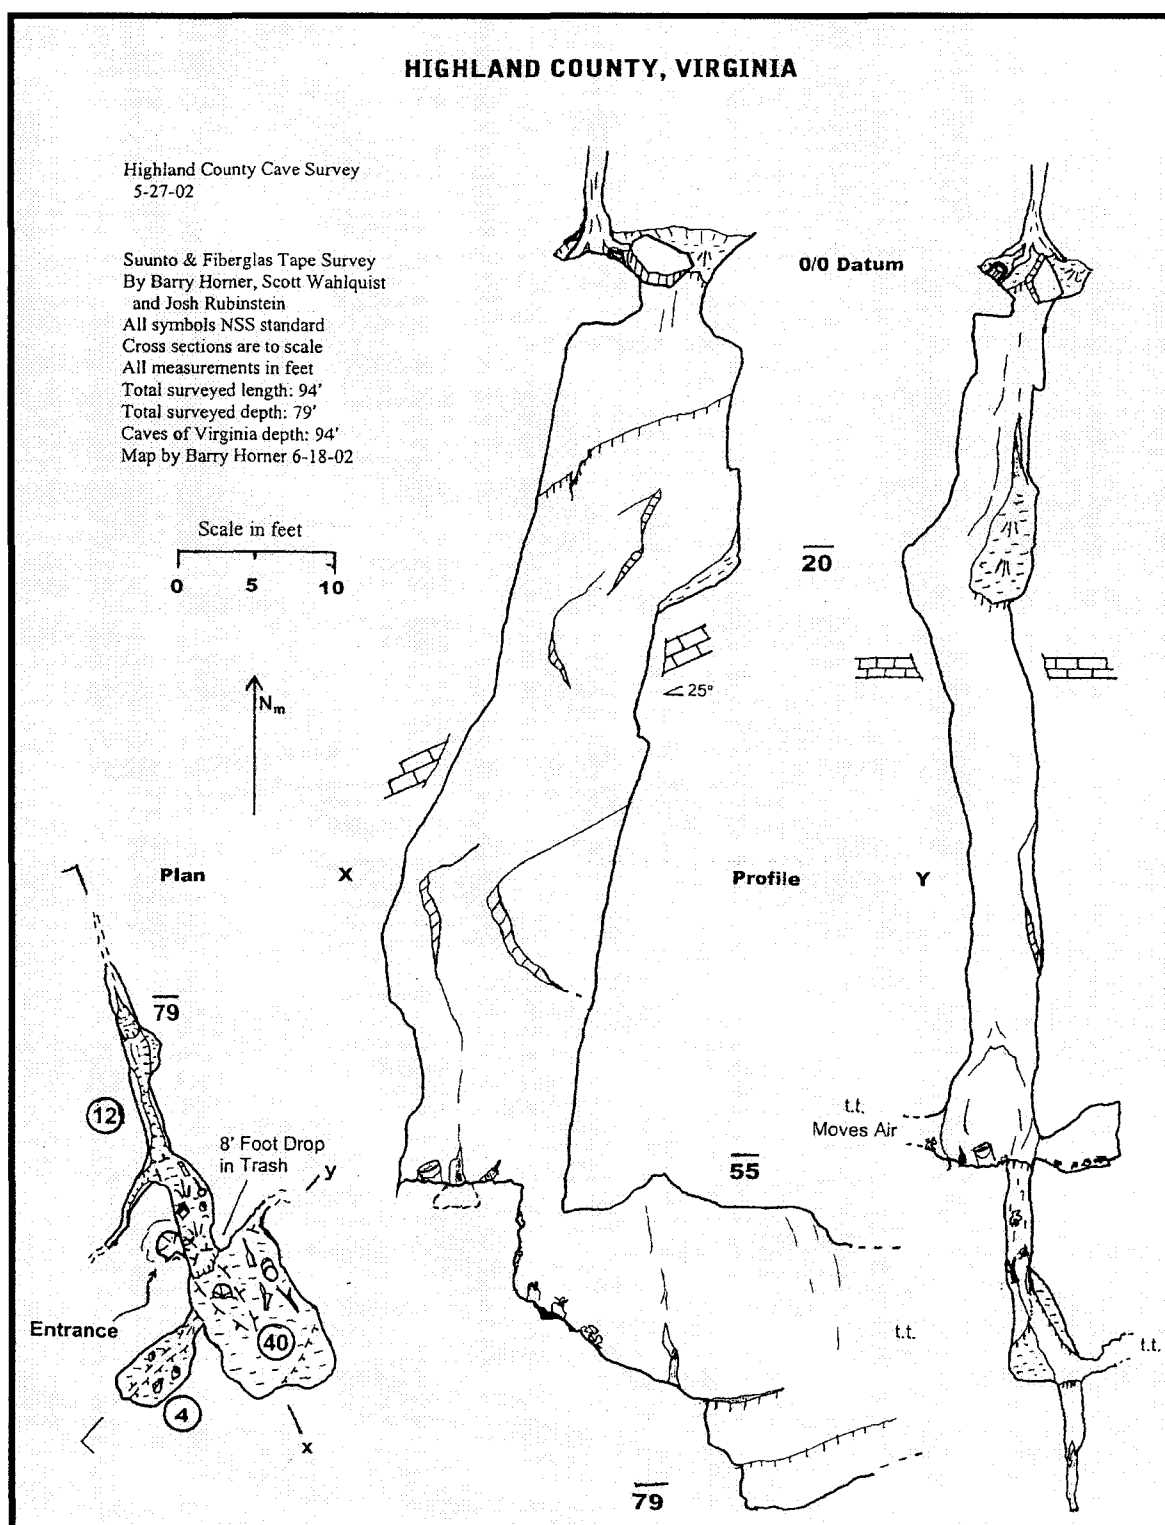 HIGHLAND COUNTY, VIRGINIA
Highland County Cave Survey
5-27-02
Suunto & Fiberglas Tape Survey
By Barry Horner, Scott Wahlquist
and Josh Rubinstein
All symbols NSS standard
Cross sections are to scale
All measurements in feet
Total surveyed length: 94'
Total surveyed depth: 79'
Caves of Virginia depth: 94'
Map by Barry Horner 6-18-02
0/0 Datum
Scale in feet
0 5 10
20
25°
Nm
Plan
X
Profile
Y
79
12
8' Foot Drop
in Trash
y
t.t.
Moves Air
55
Entrance
40
t.t.
t.t.
4
x
79